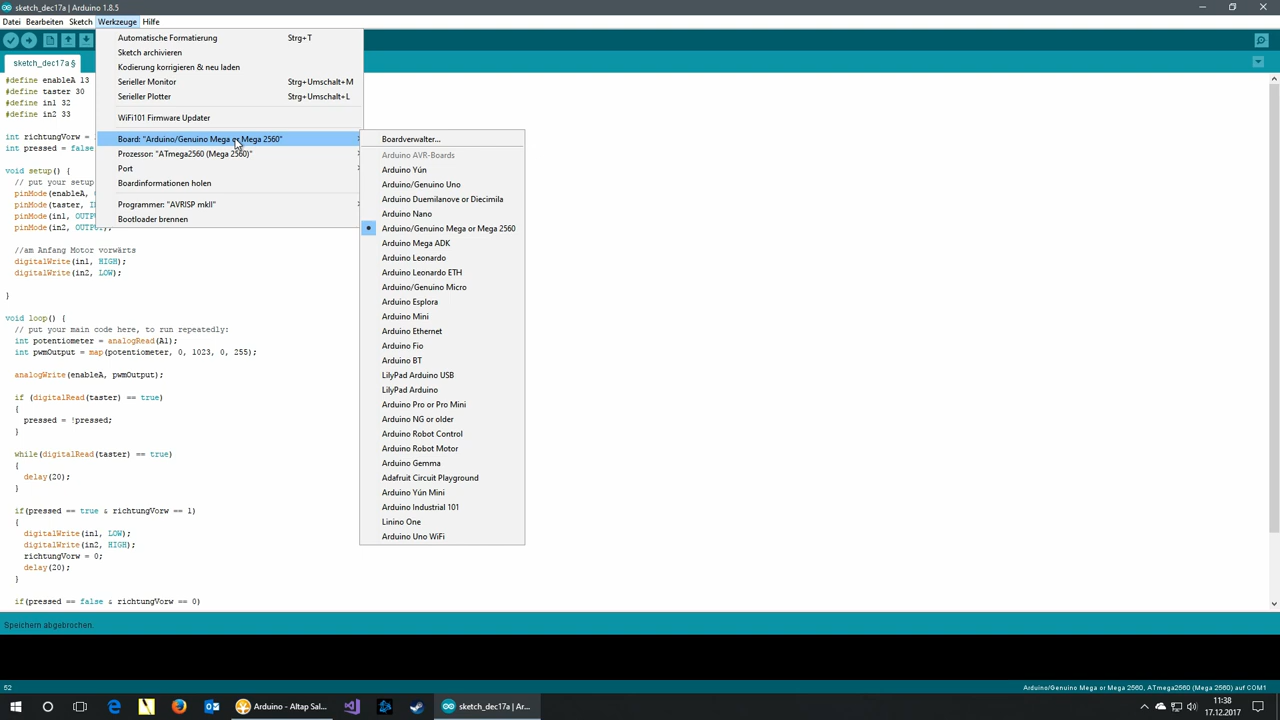 sketch_dec17a | Arduino 1.8.5
Datei Bearbeiten Sketch Werkzeuge Hilfe
sketch_dec17a §
Automatische Formatierung Strg+T
Sketch archivieren
Kodierung korrigieren & neu laden
Serieller Monitor Strg+Umschalt+M
Serieller Plotter Strg+Umschalt+L
WiFi101 Firmware Updater
Board: "Arduino/Genuino Mega or Mega 2560"
Prozessor: "ATmega2560 (Mega 2560)"
Port
Boardinformationen holen
Programmer: "AVRISP mkII"
Bootloader brennen
Boardverwalter...
Arduino AVR-Boards
Arduino Yún
Arduino/Genuino Uno
Arduino Duemilanove or Diecimila
Arduino Nano
Arduino/Genuino Mega or Mega 2560
Arduino Mega ADK
Arduino Leonardo
Arduino Leonardo ETH
Arduino/Genuino Micro
Arduino Esplora
Arduino Mini
Arduino Ethernet
Arduino Fio
Arduino BT
LilyPad Arduino USB
LilyPad Arduino
Arduino Pro or Pro Mini
Arduino NG or older
Arduino Robot Control
Arduino Robot Motor
Arduino Gemma
Adafruit Circuit Playground
Arduino Yún Mini
Arduino Industrial 101
Linino One
Arduino Uno WiFi
#define enableA 13
#define taster 30
#define in1 32
#define in2 33
int richtungVorw =
int pressed = false
void setup() {
// put your setup
pinMode(enableA,
pinMode(taster, IN
pinMode(in1, OUTPU
pinMode(in2, OUTPUT);
//am Anfang Motor vorwärts
digitalWrite(in1, HIGH);
digitalWrite(in2, LOW);
}
void loop() {
// put your main code here, to run repeatedly:
int potentiometer = analogRead(A1);
int pwmOutput = map(potentiometer, 0, 1023, 0, 255);
analogWrite(enableA, pwmOutput);
if (digitalRead(taster) == true)
{
pressed = !pressed;
}
while(digitalRead(taster) == true)
{
delay(20);
}
if(pressed == true & richtungVorw == 1)
{
digitalWrite(in1, LOW);
digitalWrite(in2, HIGH);
richtungVorw = 0;
delay(20);
}
if(pressed == false & richtungVorw == 0)
Speichern abgebrochen.
52 Arduino/Genuino Mega or Mega 2560, ATmega2560 (Mega 2560) auf COM1
Arduino - Altap Sal...
sketch_dec17a | Ar...
11:38
17.12.2017